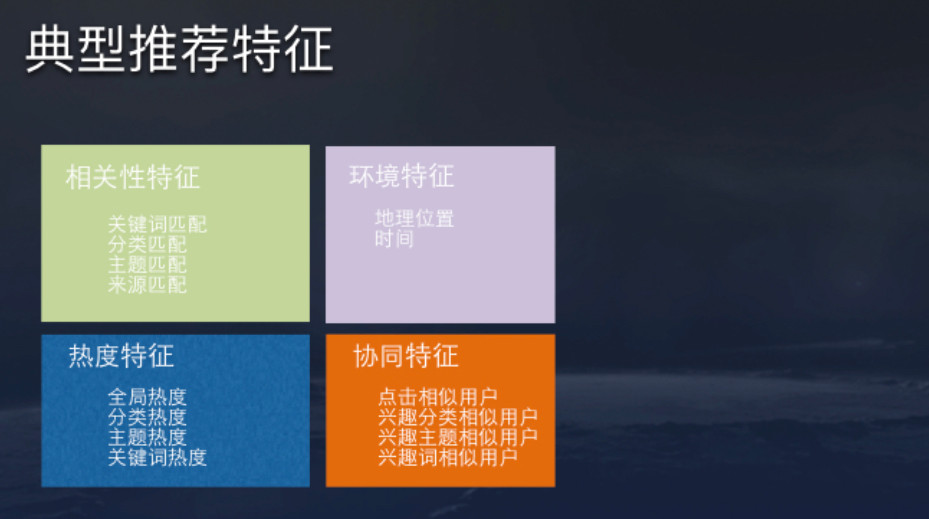 典型推荐特征
相关性特征
关键词匹配
分类匹配
主题匹配
来源匹配
环境特征
地理位置
时间
热度特征
全局热度
分类热度
主题热度
关键词热度
协同特征
点击相似用户
兴趣分类相似用户
兴趣主题相似用户
兴趣词相似用户